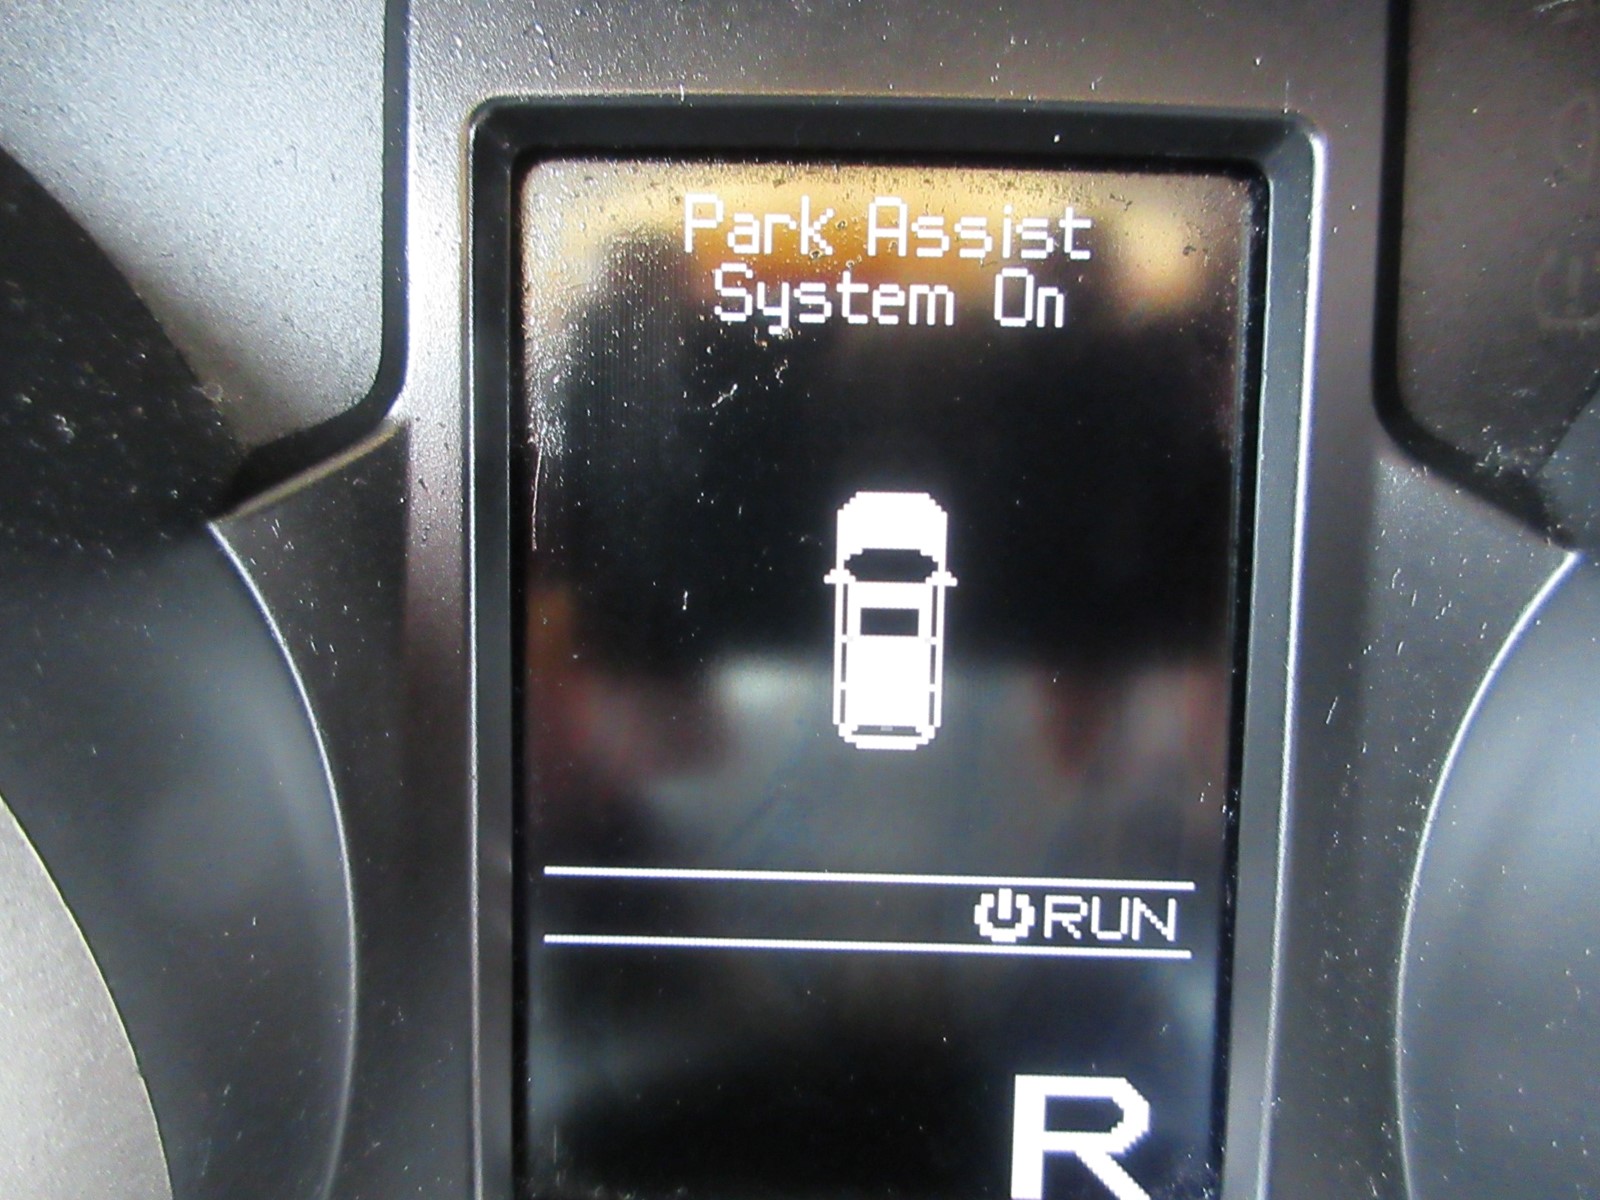 Park Assist
System On
RUN
R